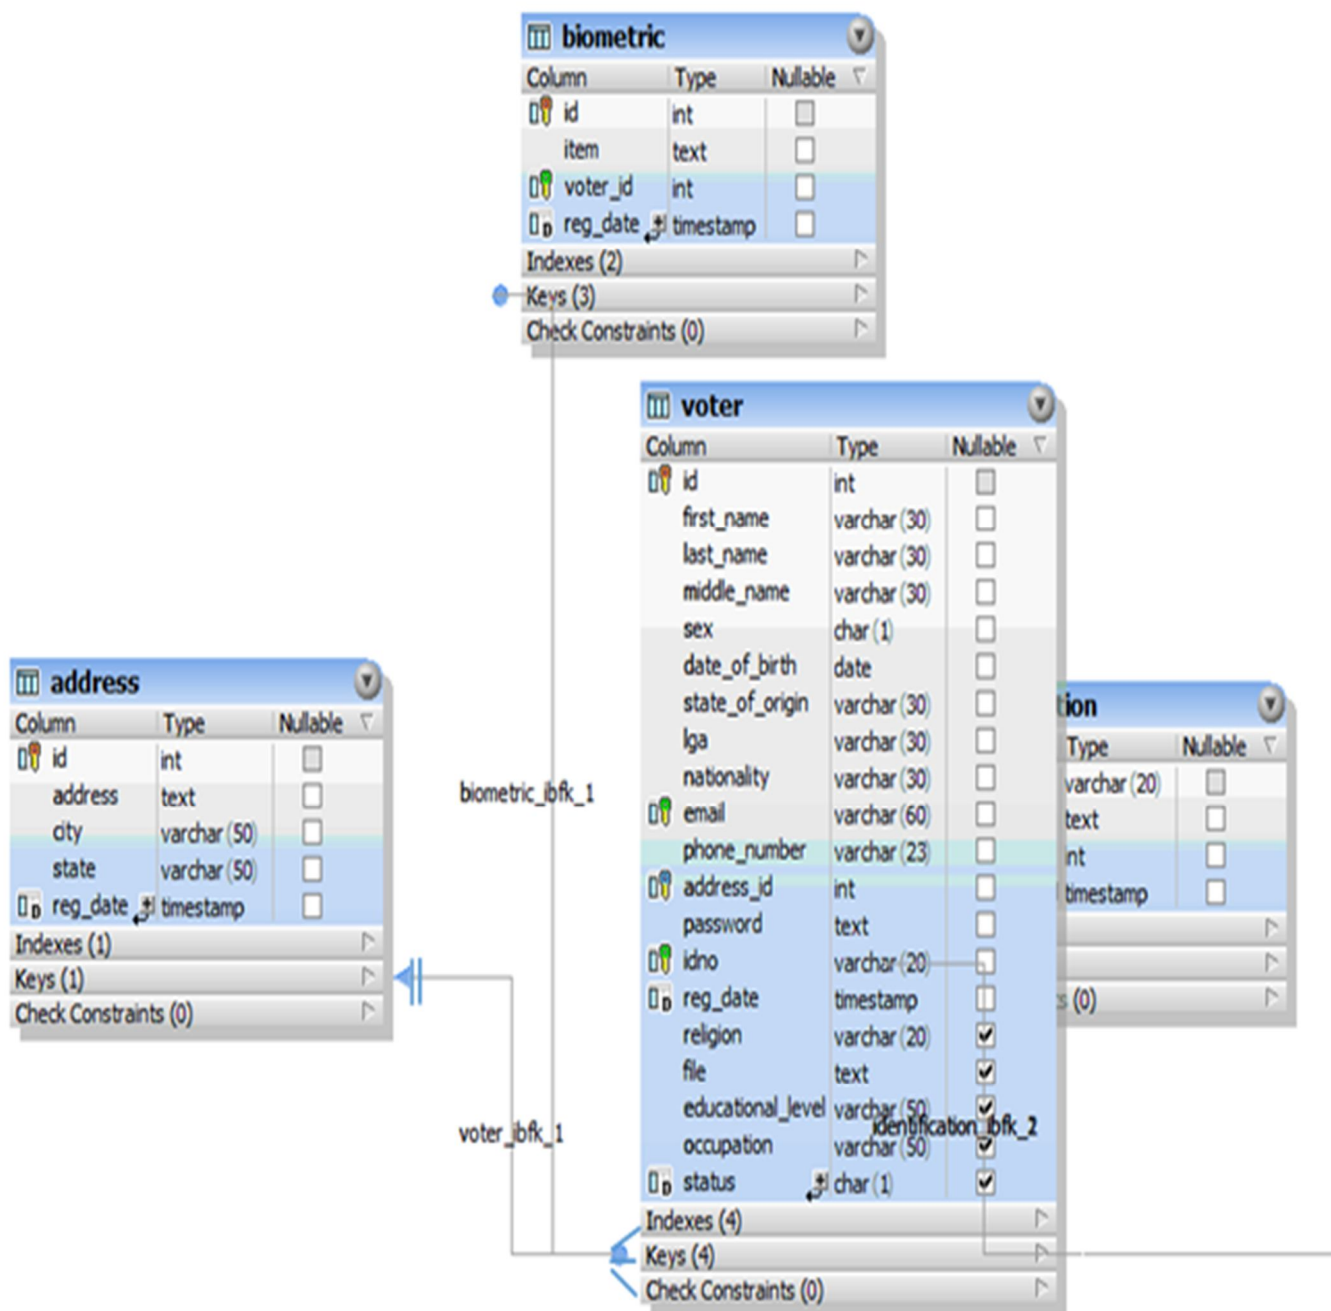 biometric
Column Type Nullable
id int
item text
voter_id int
D reg_date timestamp
Indexes (2)
Keys (3)
Check Constraints (0)
voter
Column Type Nullable
id int
first_name varchar (30)
last_name varchar (30)
middle_name varchar (30)
sex char (1)
date_of_birth date
state_of_origin varchar (30)
lga varchar (30)
nationality varchar (30)
email varchar (60)
phone_number varchar (23)
address_id int
password text
idno varchar (20)
D reg_date timestamp
religion varchar (20)
file text
educational_level varchar (50)
occupation varchar (50)
D status char (1)
Indexes (4)
Keys (4)
Check Constraints (0)
address
Column Type Nullable
id int
address text
city varchar (50)
state varchar (50)
D reg_date timestamp
Indexes (1)
Keys (1)
Check Constraints (0)
tion
Type Nullable
varchar (20)
text
nt
timestamp
s (0)
biometric_ibfk_1
voter_ibfk_1
identification_ibfk_2